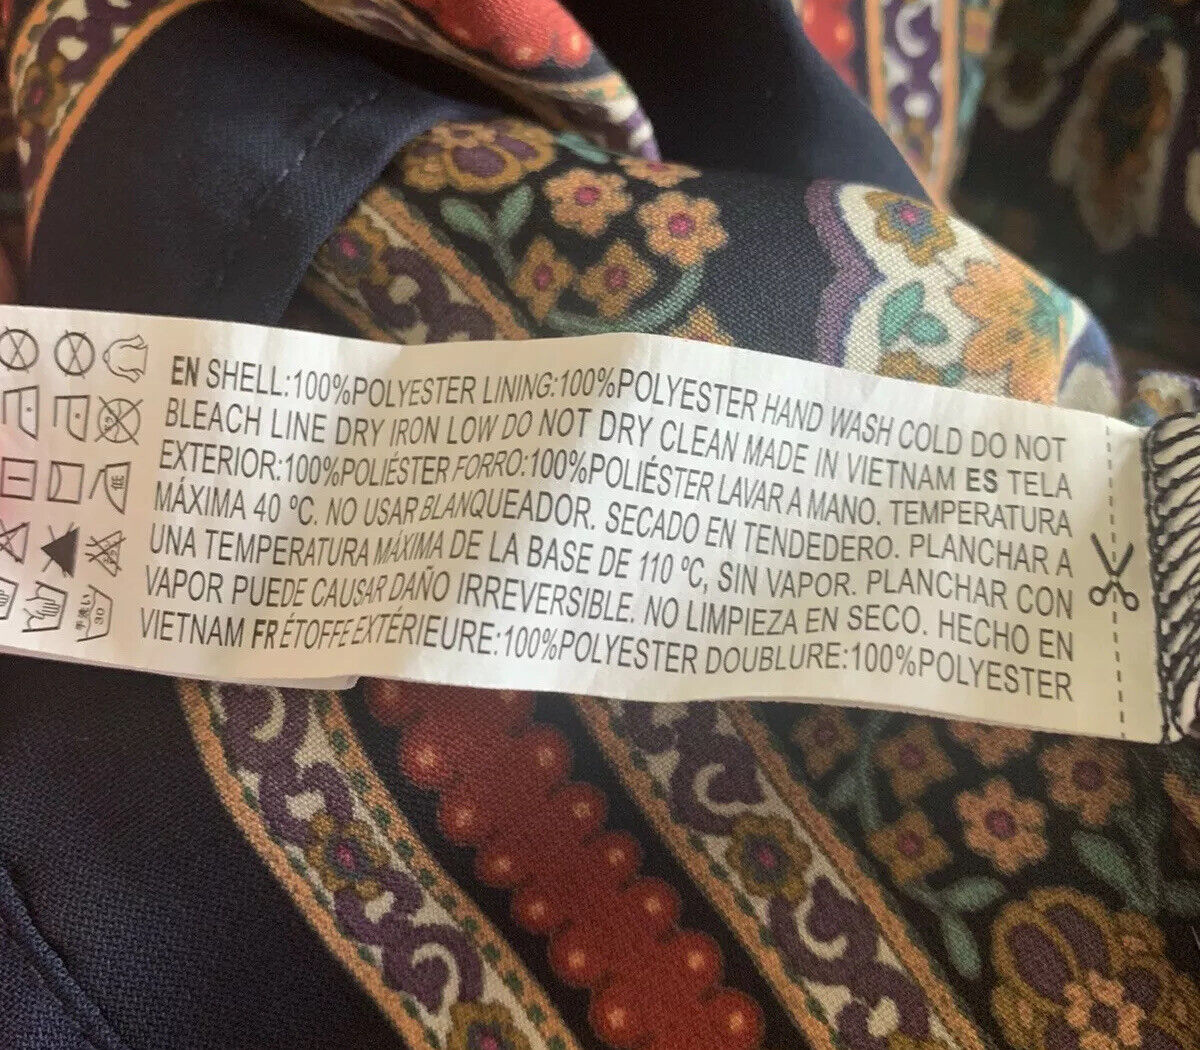 EN SHELL:100%POLYESTER LINING:100%POLYESTER HAND WASH COLD DO NOT
BLEACH LINE DRY IRON LOW DO NOT DRY CLEAN MADE IN VIETNAM ES TELA
EXTERIOR:100%POLIÉSTER FORRO:100%POLIÉSTER LAVAR A MANO. TEMPERATURA
MÁXIMA 40 ºC. NO USAR BLANQUEADOR. SECADO EN TENDEDERO. PLANCHAR A
UNA TEMPERATURA MÁXIMA DE LA BASE DE 110 ºC, SIN VAPOR. PLANCHAR CON
VAPOR PUEDE CAUSAR DAÑO IRREVERSIBLE. NO LIMPIEZA EN SECO. HECHO EN
VIETNAM FR ÉTOFFE EXTÉRIEURE:100%POLYESTER DOUBLURE:100%POLYESTER
低
手洗い
30